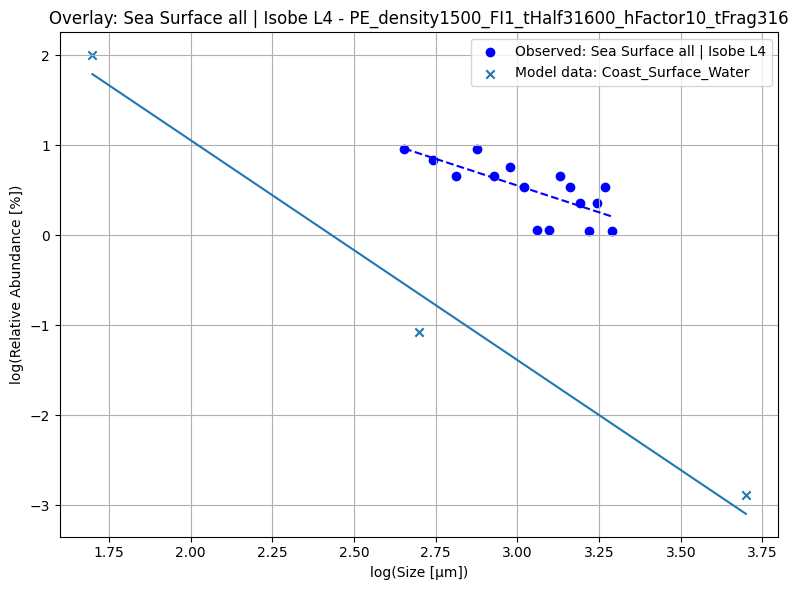 Overlay: Sea Surface all | Isobe L4 - PE_density1500_FI1_tHalf31600_hFactor10_tFrag316
Observed: Sea Surface all | Isobe L4
Model data: Coast_Surface_Water
log(Relative Abundance [%])
2
1
0
−1
−2
−3
1.75 2.00 2.25 2.50 2.75 3.00 3.25 3.50 3.75
log(Size [µm])